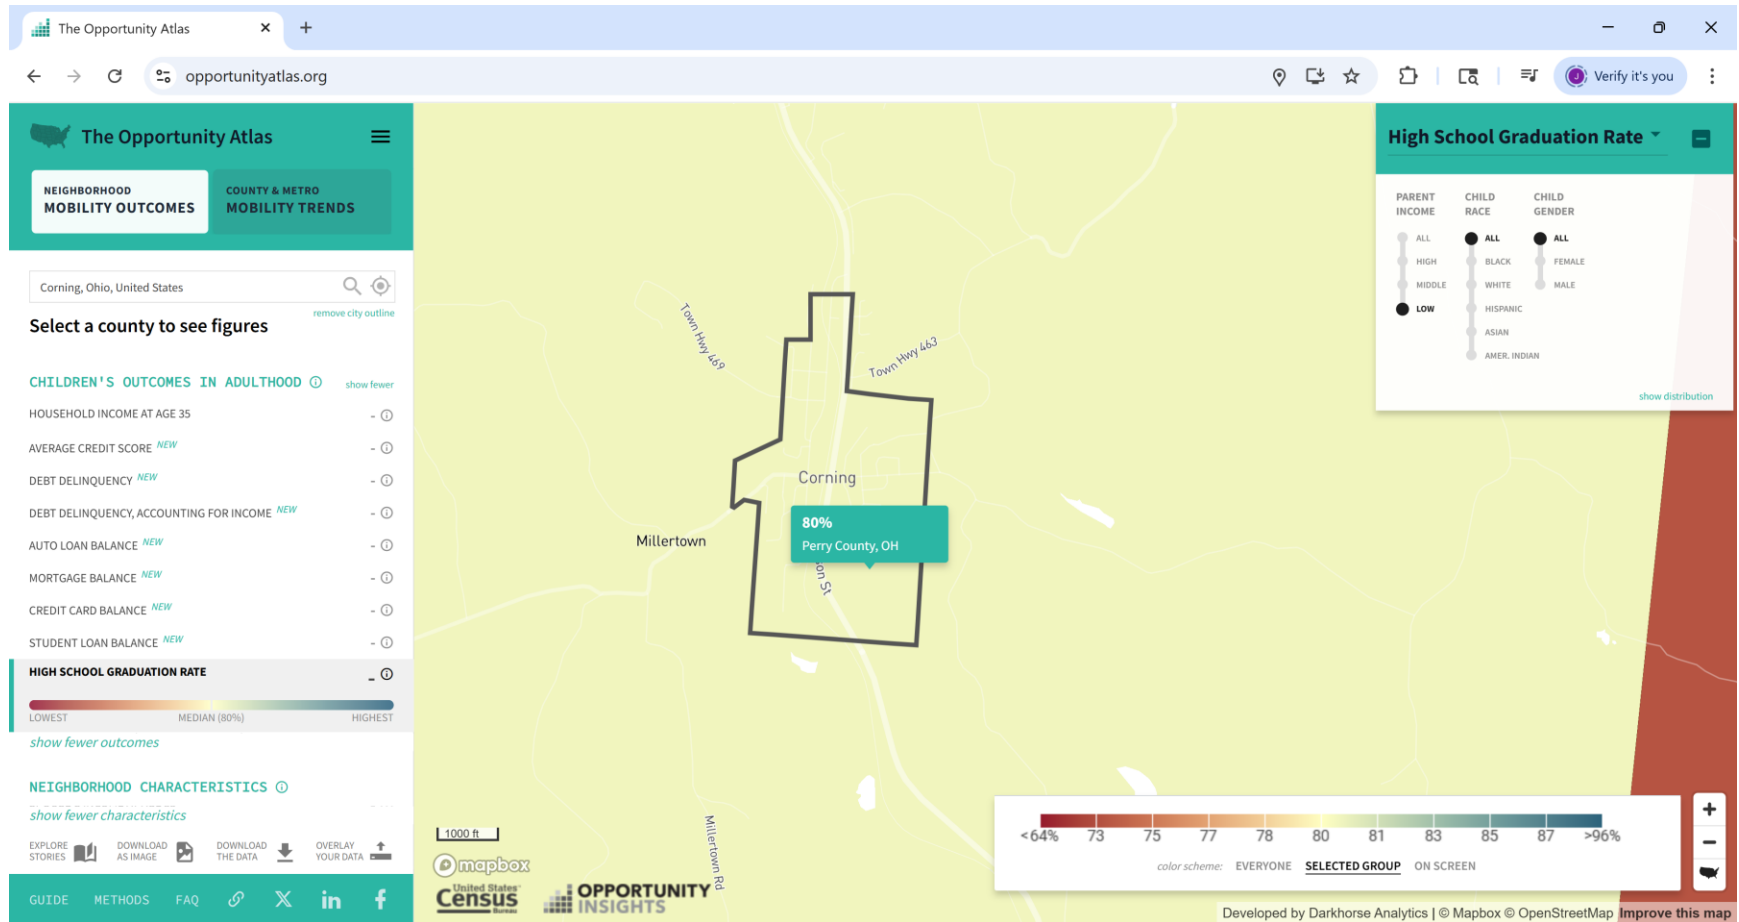 The Opportunity Atlas
opportunityatlas.org
Verify it's you
The Opportunity Atlas
NEIGHBORHOOD
MOBILITY OUTCOMES
COUNTY & METRO
MOBILITY TRENDS
Corning, Ohio, United States
remove city outline
Select a county to see figures
CHILDREN'S OUTCOMES IN ADULTHOOD
show fewer
HOUSEHOLD INCOME AT AGE 35 -
AVERAGE CREDIT SCORE NEW -
DEBT DELINQUENCY NEW -
DEBT DELINQUENCY, ACCOUNTING FOR INCOME NEW -
AUTO LOAN BALANCE NEW -
MORTGAGE BALANCE NEW -
CREDIT CARD BALANCE NEW -
STUDENT LOAN BALANCE NEW -
HIGH SCHOOL GRADUATION RATE -
LOWEST MEDIAN (80%) HIGHEST
show fewer outcomes
NEIGHBORHOOD CHARACTERISTICS
show fewer characteristics
EXPLORE
STORIES
DOWNLOAD
AS IMAGE
DOWNLOAD
THE DATA
OVERLAY
YOUR DATA
GUIDE METHODS FAQ
Town Hwy 469
Town Hwy 463
Corning
Millertown
80%
Perry County, OH
on St
Millertown Rd
1000 ft
mapbox
United States®
Census
Bureau
OPPORTUNITY
INSIGHTS
High School Graduation Rate
PARENT
INCOME
ALL
HIGH
MIDDLE
LOW
CHILD
RACE
ALL
BLACK
WHITE
HISPANIC
ASIAN
AMER. INDIAN
CHILD
GENDER
ALL
FEMALE
MALE
show distribution
<64% 73 75 77 78 80 81 83 85 87 >96%
color scheme: EVERYONE SELECTED GROUP ON SCREEN
Developed by Darkhorse Analytics | © Mapbox © OpenStreetMap Improve this map